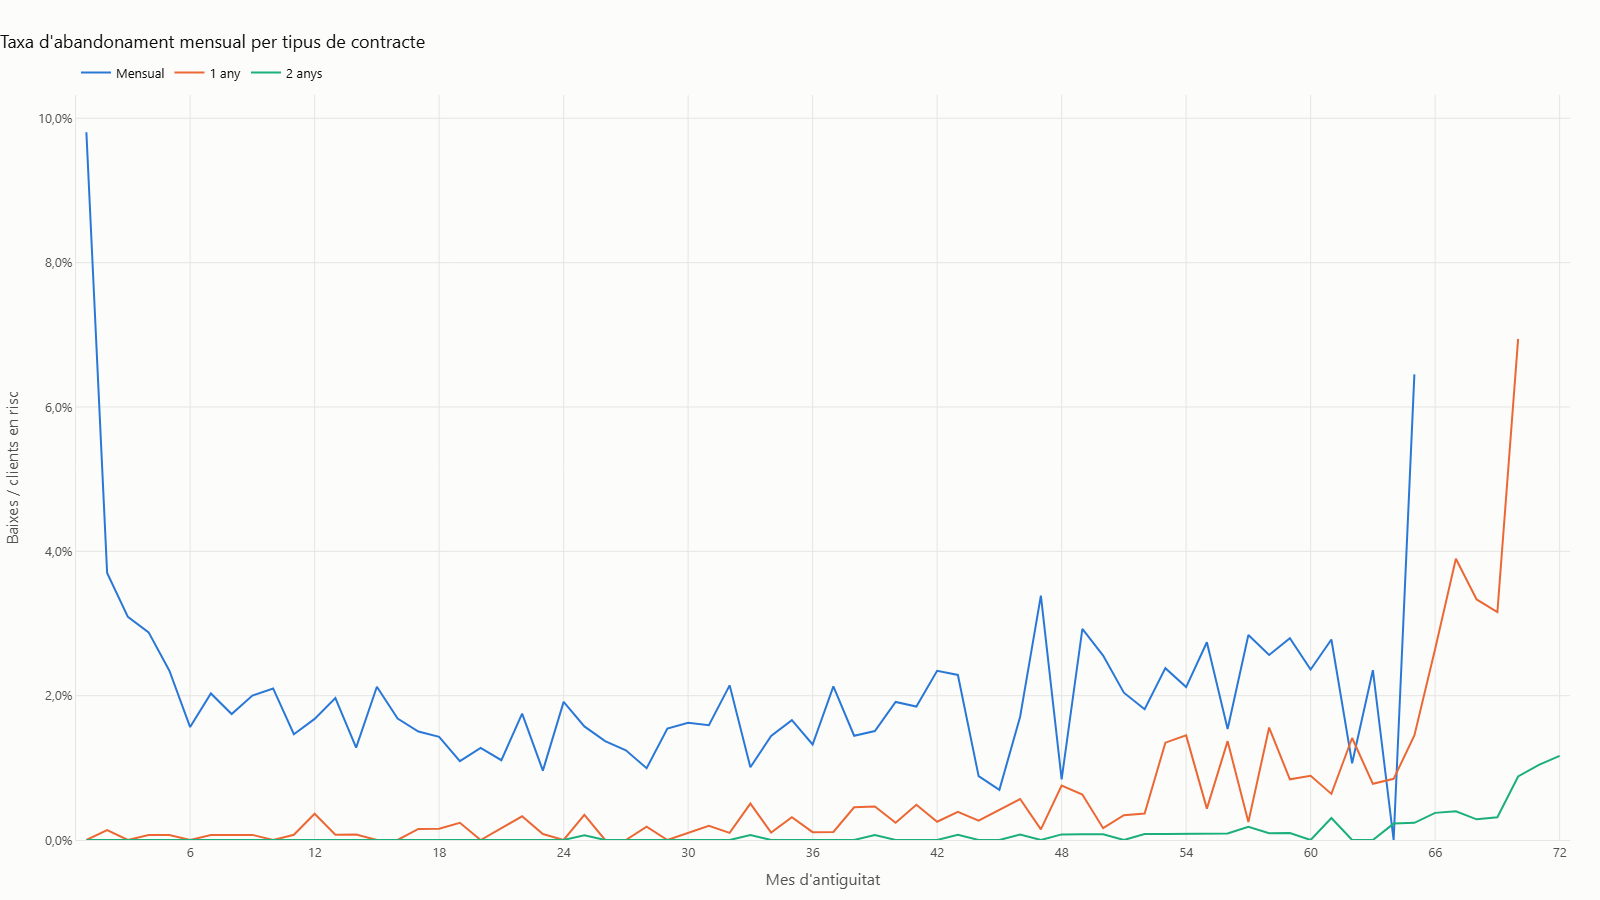 Taxa d'abandonament mensual per tipus de contracte
Mensual 1 any 2 anys
10,0%
8,0%
6,0%
4,0%
2,0%
0,0%
Baixes / clients en risc
6 12 18 24 30 36 42 48 54 60 66 72
Mes d'antiguitat